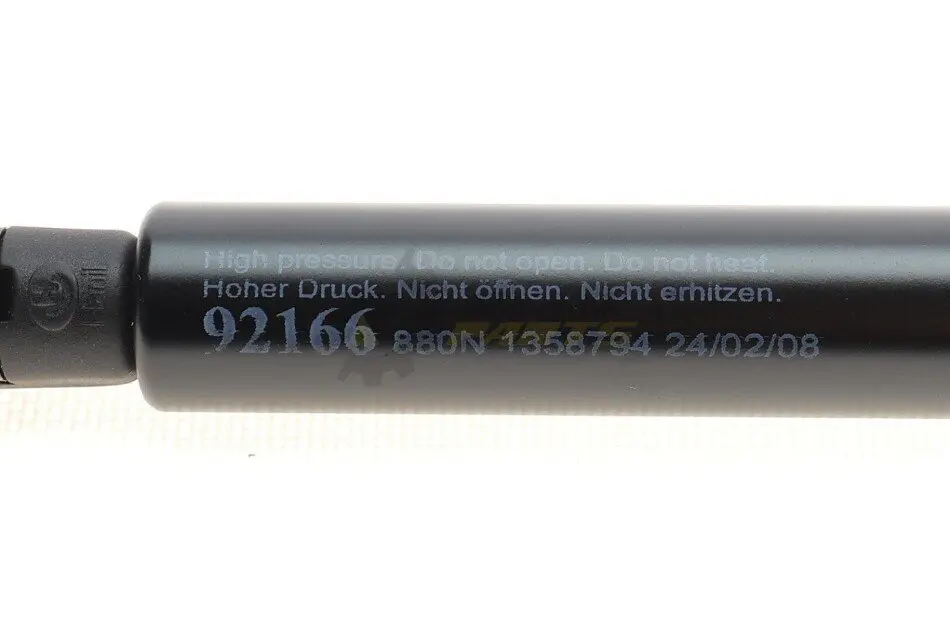 High pressure. Do not open. Do not heat.
Hoher Druck. Nicht öffnen. Nicht erhitzen.
92166 880N 1358794 24/02/08